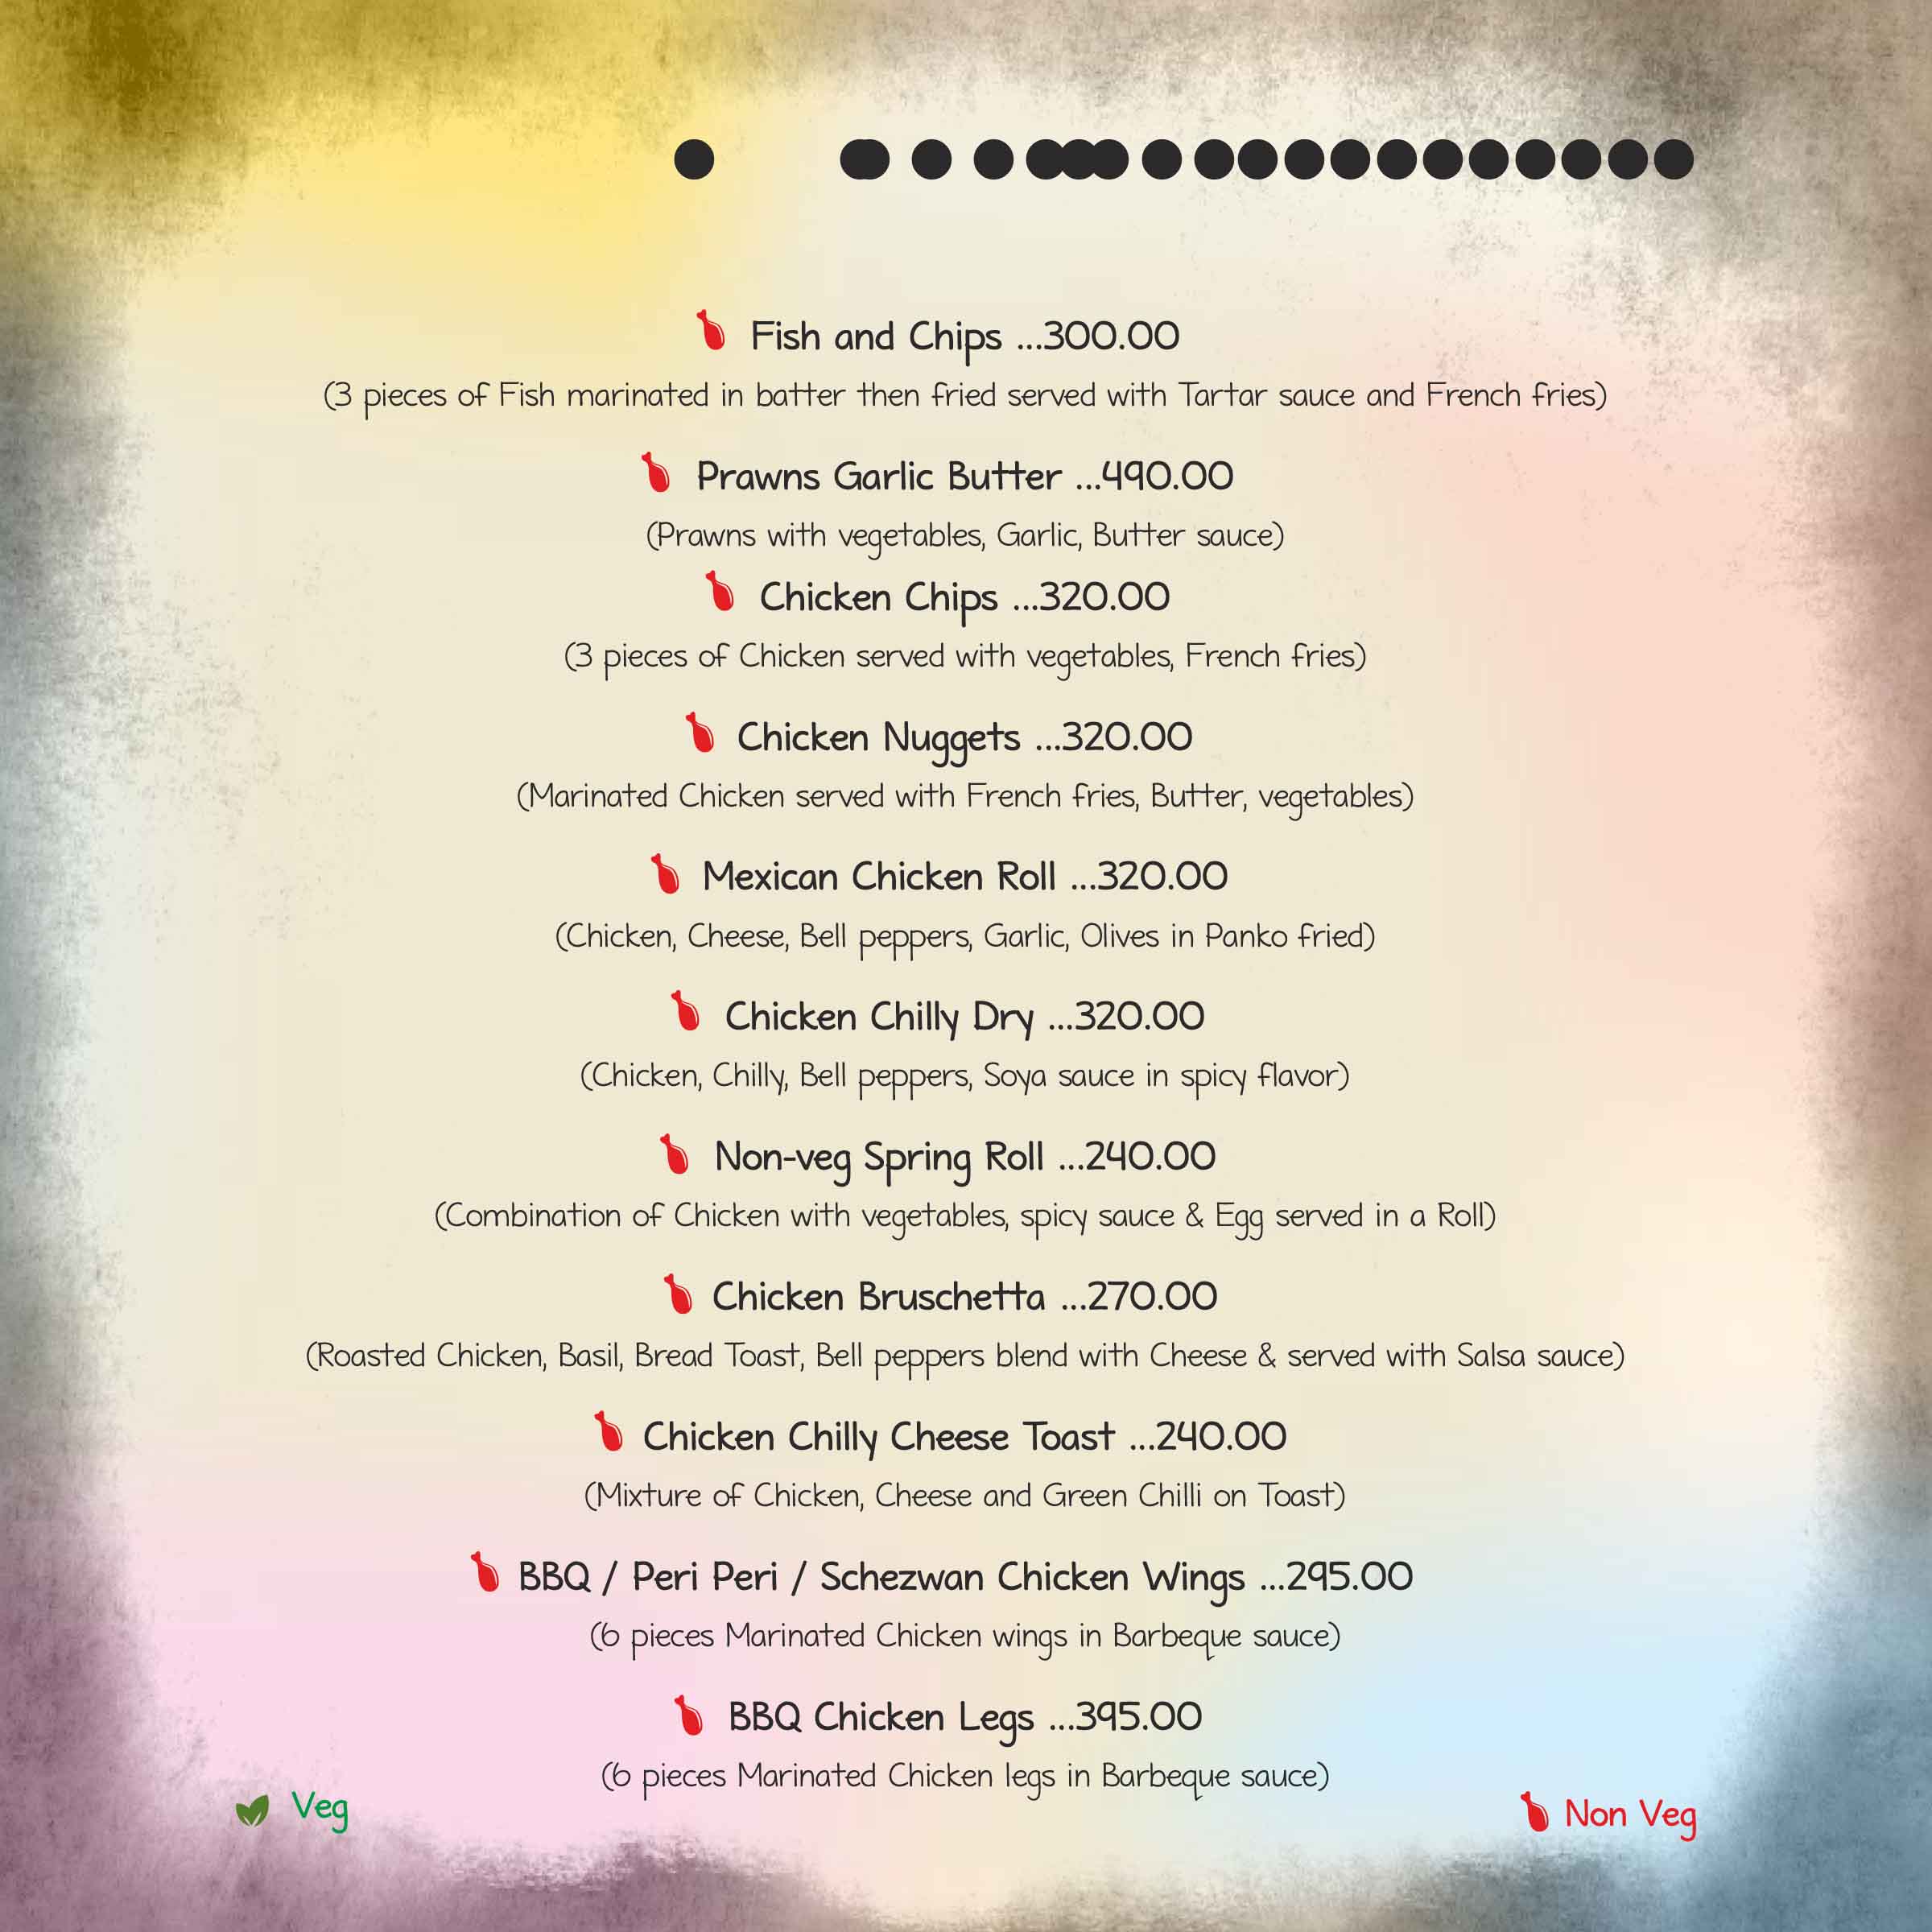 Fish and Chips ...300.00
(3 pieces of Fish marinated in batter then fried served with Tartar sauce and French fries)
Prawns Garlic Butter ...490.00
(Prawns with vegetables, Garlic, Butter sauce)
Chicken Chips ...320.00
(3 pieces of Chicken served with vegetables, French fries)
Chicken Nuggets ...320.00
(Marinated Chicken served with French fries, Butter, vegetables)
Mexican Chicken Roll ...320.00
(Chicken, Cheese, Bell peppers, Garlic, Olives in Panko fried)
Chicken Chilly Dry ...320.00
(Chicken, Chilly, Bell peppers, Soya sauce in spicy flavor)
Non-veg Spring Roll ...240.00
(Combination of Chicken with vegetables, spicy sauce & Egg served in a Roll)
Chicken Bruschetta ...270.00
(Roasted Chicken, Basil, Bread Toast, Bell peppers blend with Cheese & served with Salsa sauce)
Chicken Chilly Cheese Toast ...240.00
(Mixture of Chicken, Cheese and Green Chilli on Toast)
BBQ / Peri Peri / Schezwan Chicken Wings ...295.00
(6 pieces Marinated Chicken wings in Barbeque sauce)
BBQ Chicken Legs ...395.00
(6 pieces Marinated Chicken legs in Barbeque sauce)
Veg
Non Veg